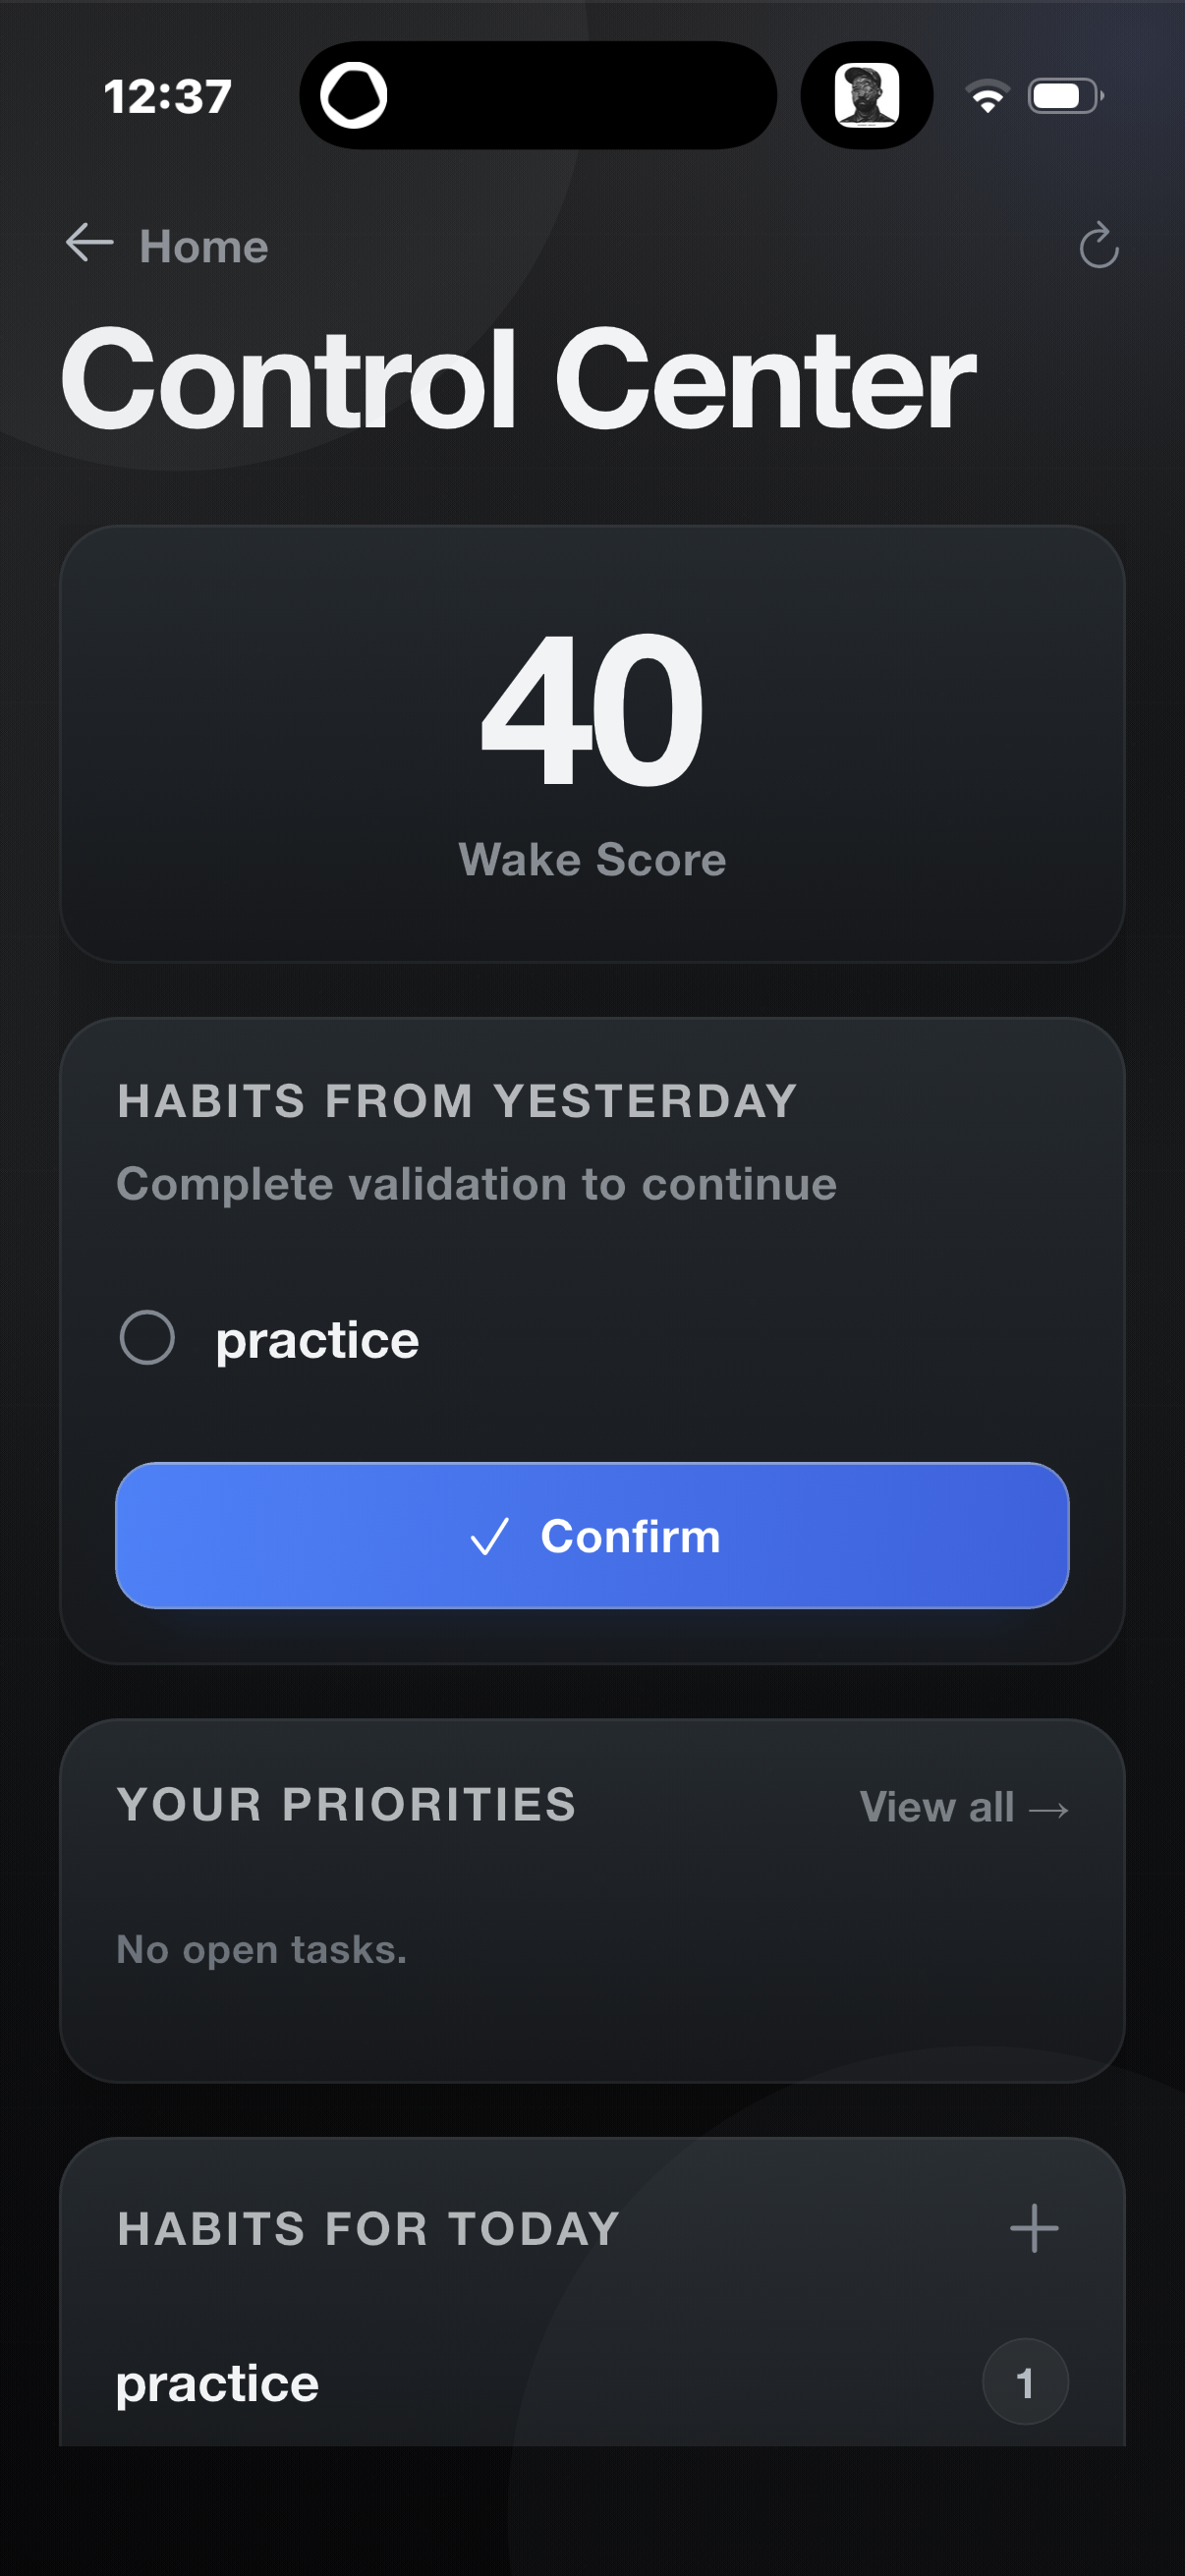 12:37
← Home
Control Center
40
Wake Score
HABITS FROM YESTERDAY
Complete validation to continue
practice
✓ Confirm
YOUR PRIORITIES
View all →
No open tasks.
HABITS FOR TODAY
+
practice
1